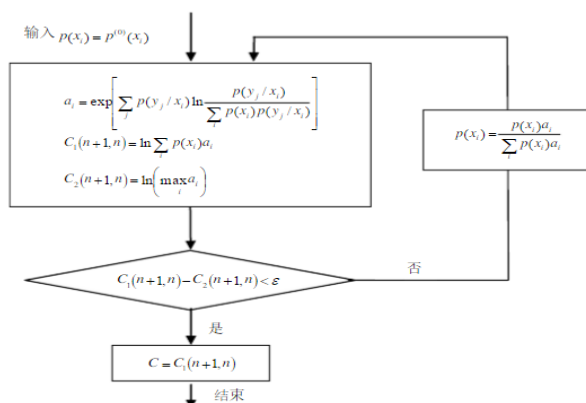 输入 p(x_i) = p^{(0)}(x_i)
a_i = exp[∑_j p(y_j/x_i) ln p(y_j/x_i) / ∑_i p(x_i)p(y_j/x_i)]
C_1(n+1,n) = ln ∑_i p(x_i)a_i
C_2(n+1,n) = ln(max_i a_i)
p(x_i) = p(x_i)a_i / ∑_i p(x_i)a_i
C_1(n+1,n) − C_2(n+1,n) < ε
否
是
C = C_1(n+1,n)
结束